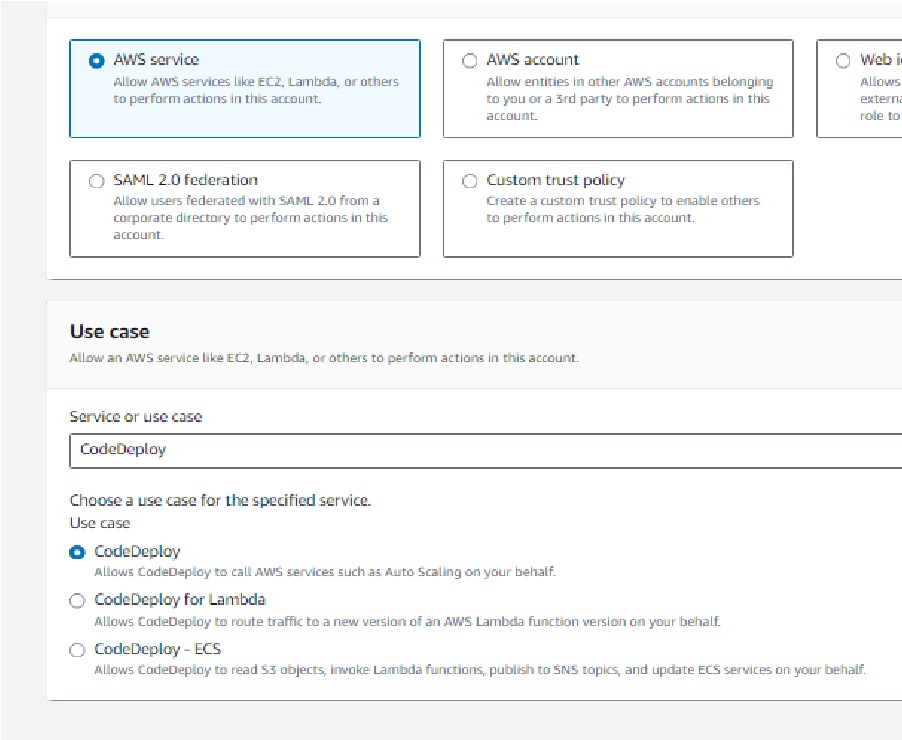 AWS service
Allow AWS services like EC2, Lambda, or others
to perform actions in this account.
AWS account
Allow entities in other AWS accounts belonging
to you or a 3rd party to perform actions in this
account.
Web
Allows
role to
SAML 2.0 federation
Allow users federated with SAML 2.0 from a
corporate directory to perform actions in this
account.
Custom trust policy
Create a custom trust policy to enable others
to perform actions in this account.
Use case
Allow an AWS service like EC2, Lambda, or others to perform actions in this account.
Service or use case
CodeDeploy
Choose a use case for the specified service.
Use case
CodeDeploy
Allows CodeDeploy to call AWS services such as Auto Scaling on your behalf.
CodeDeploy for Lambda
Allows CodeDeploy to route traffic to a new version of an AWS Lambda function version on your behalf.
CodeDeploy - ECS
Allows CodeDeploy to read S3 objects, invoke Lambda functions, publish to SNS topics, and update ECS services on your behalf.